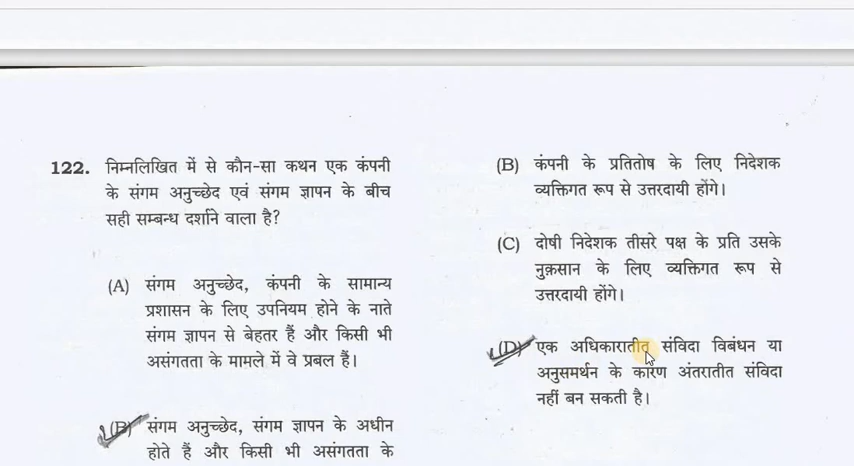 122. निम्नलिखित में से कौन-सा कथन एक कंपनी
के संगम अनुच्छेद एवं संगम ज्ञापन के बीच
सही सम्बन्ध दर्शाने वाला है?
(A) संगम अनुच्छेद, कंपनी के सामान्य
प्रशासन के लिए उपनियम होने के नाते
संगम ज्ञापन से बेहतर हैं और किसी भी
असंगतता के मामले में वे प्रबल हैं।
(B) संगम अनुच्छेद, संगम ज्ञापन के अधीन
होते हैं और किसी भी असंगतता के
(B) कंपनी के प्रतितोष के लिए निदेशक
व्यक्तिगत रूप से उत्तरदायी होंगे।
(C) दोषी निदेशक तीसरे पक्ष के प्रति उसके
नुक़सान के लिए व्यक्तिगत रूप से
उत्तरदायी होंगे।
(D) एक अधिकारातीत संविदा विबंधन या
अनुसमर्थन के कारण अंतरातीत संविदा
नहीं बन सकती है।